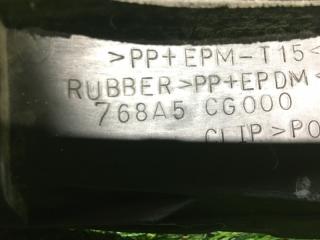 >PP+EPM-T15<
RUBBER>PP+EPDM<
768A5 CG000
CLIP>PO